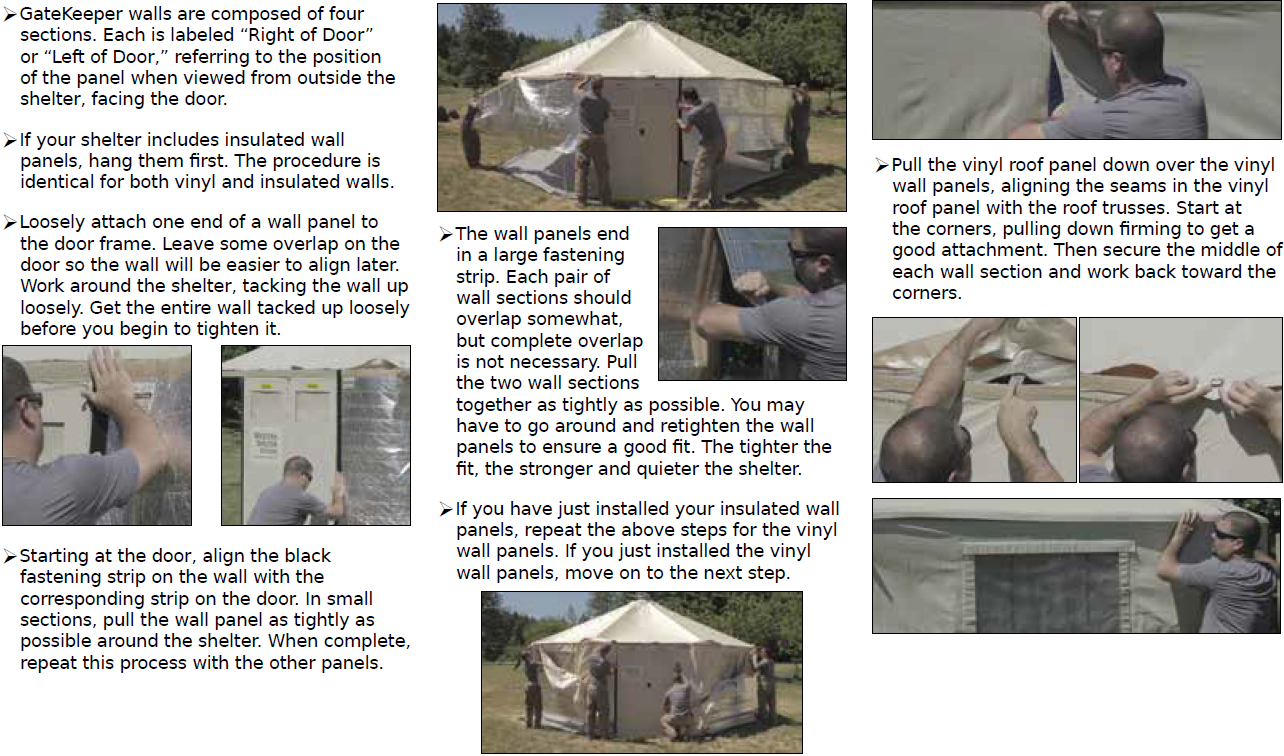 ➢GateKeeper walls are composed of four
sections. Each is labeled “Right of Door”
or “Left of Door,” referring to the position
of the panel when viewed from outside the
shelter, facing the door.
➢If your shelter includes insulated wall
panels, hang them first. The procedure is
identical for both vinyl and insulated walls.
➢Loosely attach one end of a wall panel to
the door frame. Leave some overlap on the
door so the wall will be easier to align later.
Work around the shelter, tacking the wall up
loosely. Get the entire wall tacked up loosely
before you begin to tighten it.
➢Starting at the door, align the black
fastening strip on the wall with the
corresponding strip on the door. In small
sections, pull the wall panel as tightly as
possible around the shelter. When complete,
repeat this process with the other panels.
➢The wall panels end
in a large fastening
strip. Each pair of
wall sections should
overlap somewhat,
but complete overlap
is not necessary. Pull
the two wall sections
together as tightly as possible. You may
have to go around and retighten the wall
panels to ensure a good fit. The tighter the
fit, the stronger and quieter the shelter.
➢If you have just installed your insulated wall
panels, repeat the above steps for the vinyl
wall panels. If you just installed the vinyl
wall panels, move on to the next step.
➢Pull the vinyl roof panel down over the vinyl
wall panels, aligning the seams in the vinyl
roof panel with the roof trusses. Start at
the corners, pulling down firming to get a
good attachment. Then secure the middle of
each wall section and work back toward the
corners.